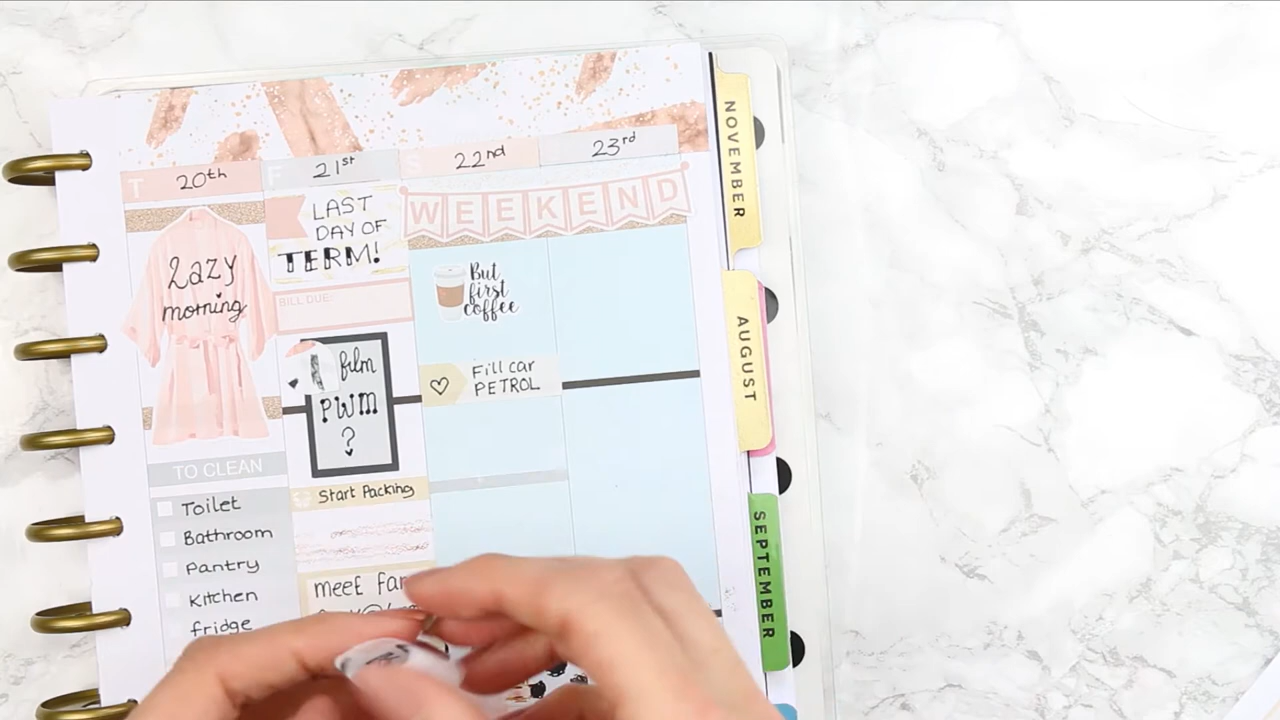 T 20th
F 21st
S 22nd
23rd
WEEKEND
Lazy
morning
LAST
DAY OF
TERM!
BILL DUE:
film
PWM
?
But
first
coffee
Fill car
PETROL
TO CLEAN
Toilet
Bathroom
Pantry
Kitchen
fridge
Start Packing
meet
NOVEMBER
AUGUST
SEPTEMBER